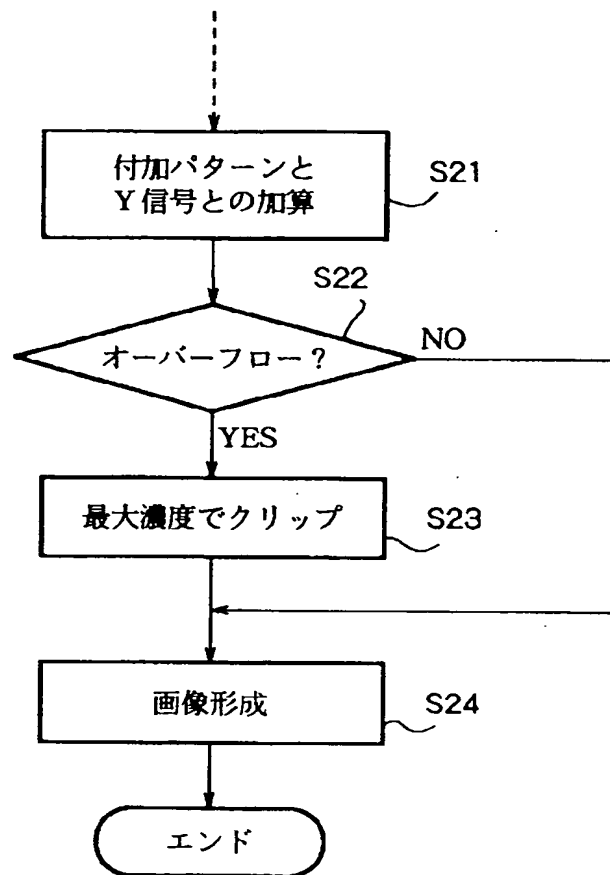 付加パターンと
Y信号との加算
S21
S22
オーバーフロー?
NO
YES
最大濃度でクリップ
S23
画像形成
S24
エンド